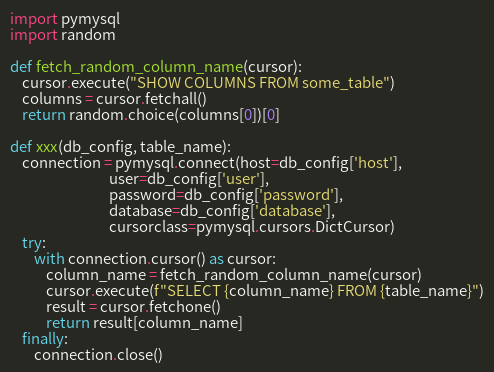 import pymysql
import random

def fetch_random_column_name(cursor):
    cursor.execute("SHOW COLUMNS FROM some_table")
    columns = cursor.fetchall()
    return random.choice(columns[0])[0]

def xxx(db_config, table_name):
    connection = pymysql.connect(host=db_config['host'],
                                 user=db_config['user'],
                                 password=db_config['password'],
                                 database=db_config['database'],
                                 cursorclass=pymysql.cursors.DictCursor)
    try:
        with connection.cursor() as cursor:
            column_name = fetch_random_column_name(cursor)
            cursor.execute(f"SELECT {column_name} FROM {table_name}")
            result = cursor.fetchone()
            return result[column_name]
    finally:
        connection.close()